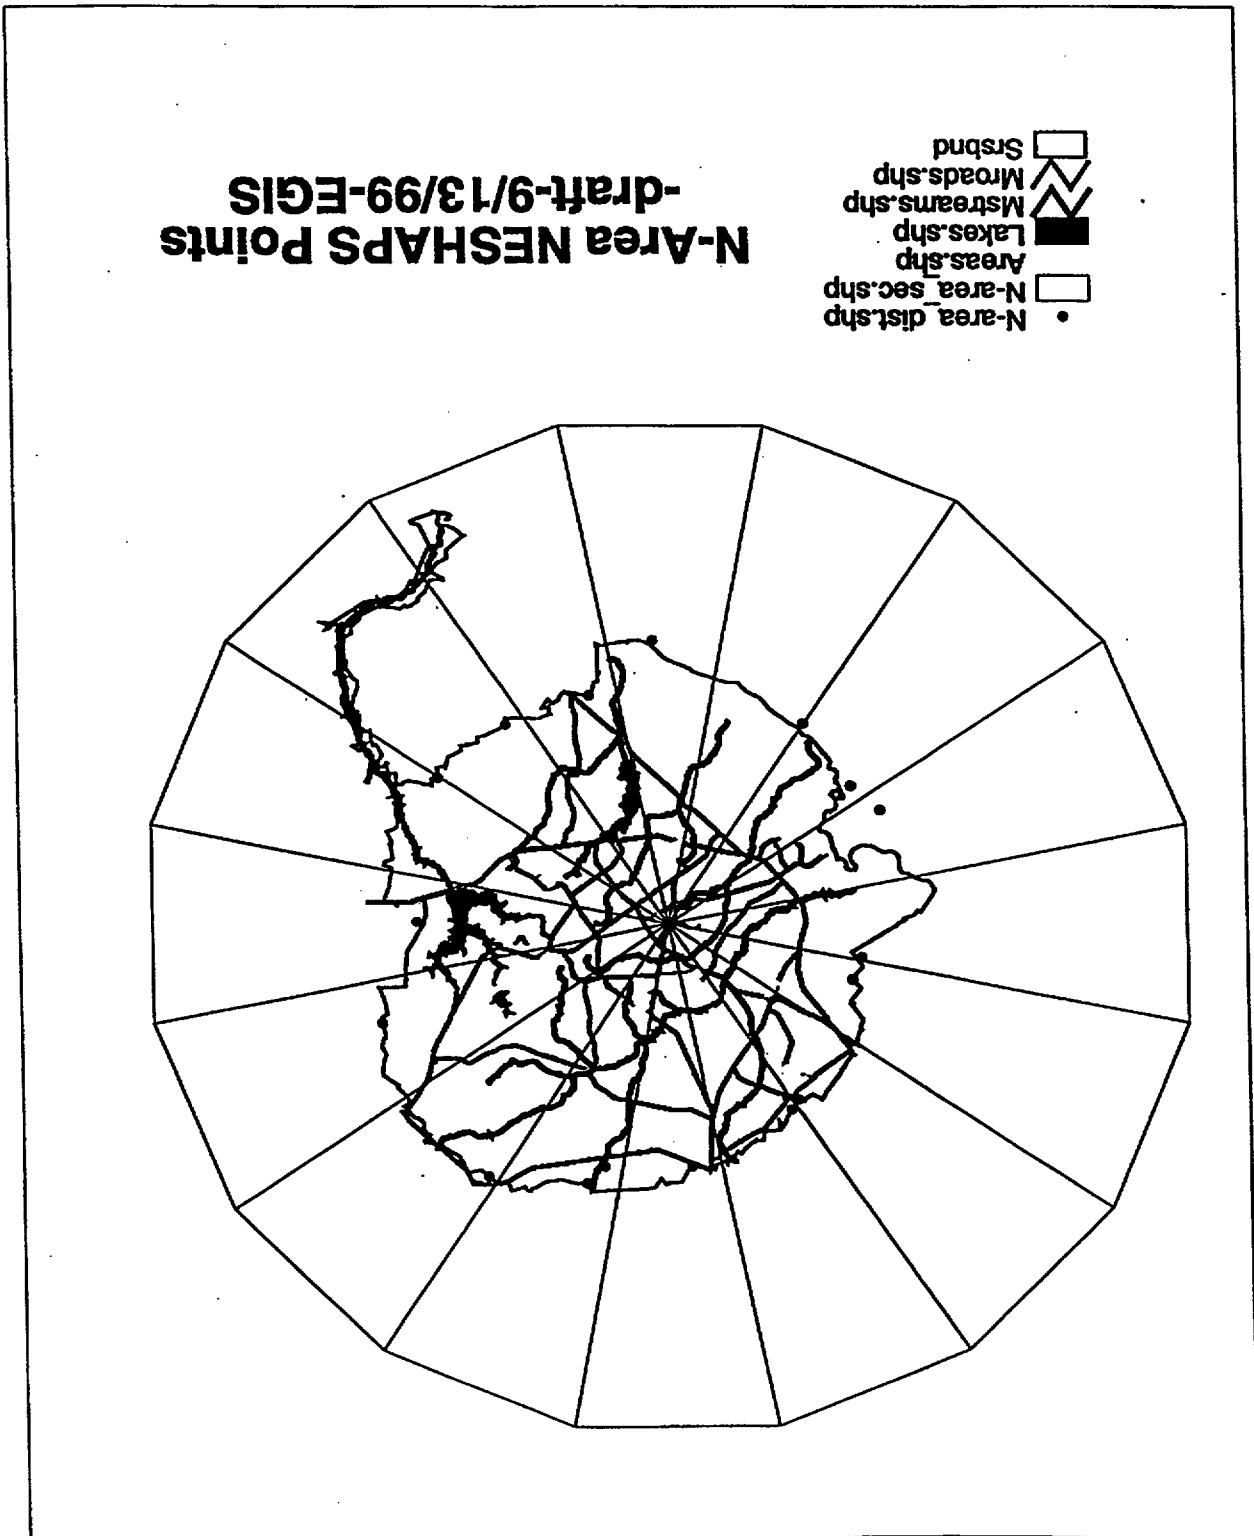 N-area_dist.shp
N-area_sec.shp
Areas.shp
Lakes.shp
Mstreams.shp
Mroads.shp
Srsbnd
N-Area NESHAPS Points
-draft-9/13/99-EGIS